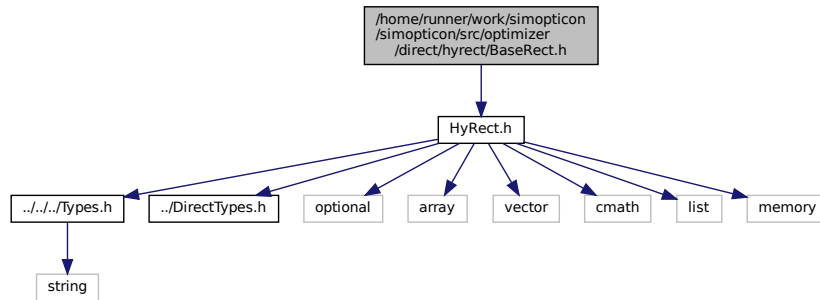 /home/runner/work/simopticon
/simopticon/src/optimizer
/direct/hyrect/BaseRect.h
HyRect.h
../../../Types.h
../DirectTypes.h
optional
array
vector
cmath
list
memory
string